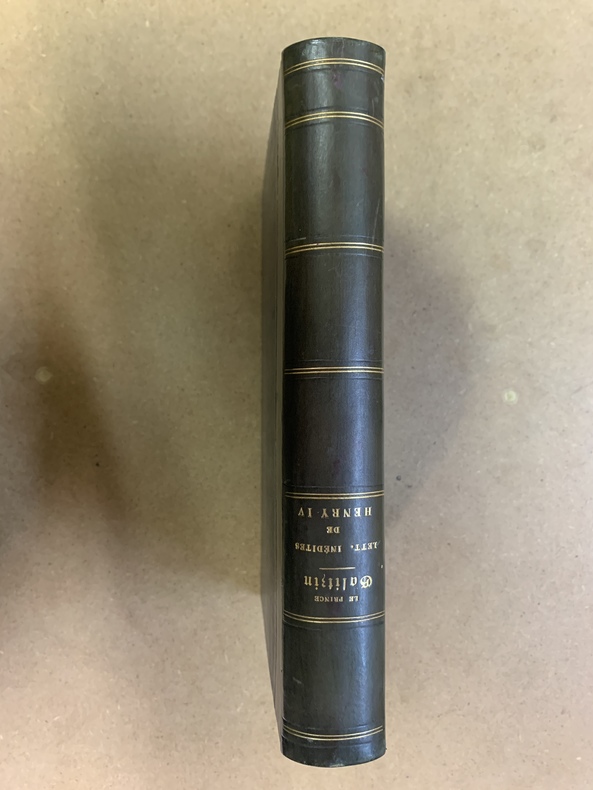 LE PRINCE
Galitzin
LETT. INÉDITES
DE
HENRY IV